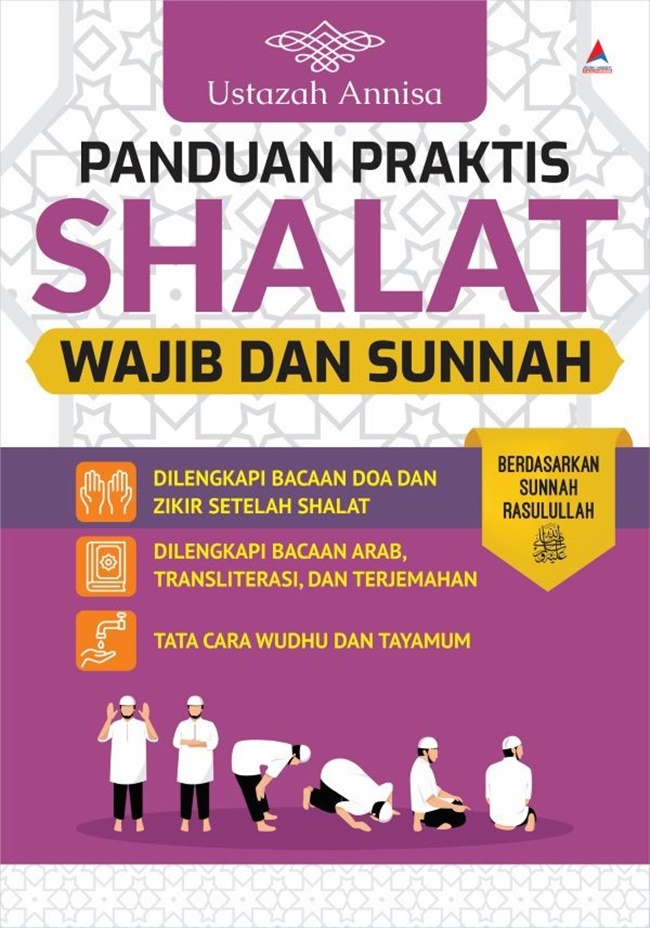 Ustazah Annisa
PANDUAN PRAKTIS
SHALAT
WAJIB DAN SUNNAH
BERDASARKAN
SUNNAH
RASULULLAH
DILENGKAPI BACAAN DOA DAN
ZIKIR SETELAH SHALAT
DILENGKAPI BACAAN ARAB,
TRANSLITERASI, DAN TERJEMAHAN
TATA CARA WUDHU DAN TAYAMUM